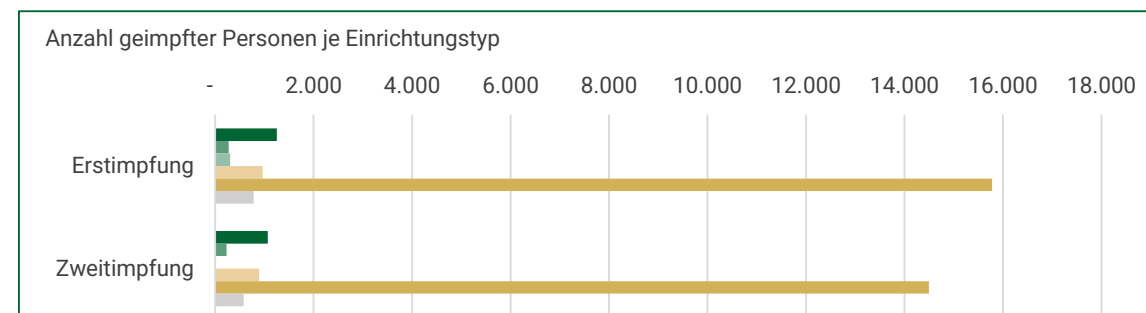 Anzahl geimpfter Personen je Einrichtungstyp
- 2.000 4.000 6.000 8.000 10.000 12.000 14.000 16.000 18.000
Erstimpfung
Zweitimpfung